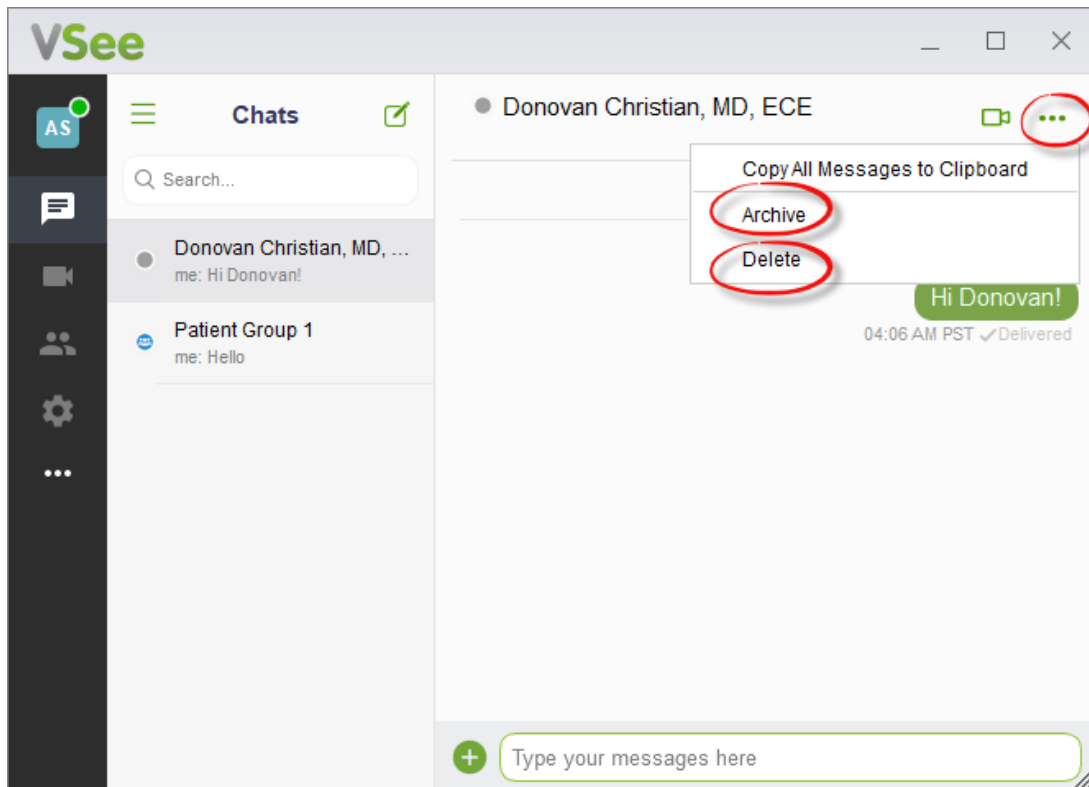 VSee
AS
Chats
Search...
Donovan Christian, MD, ...
me: Hi Donovan!
Patient Group 1
me: Hello
Donovan Christian, MD, ECE
Copy All Messages to Clipboard
Archive
Delete
Hi Donovan!
04:06 AM PST ✓Delivered
Type your messages here